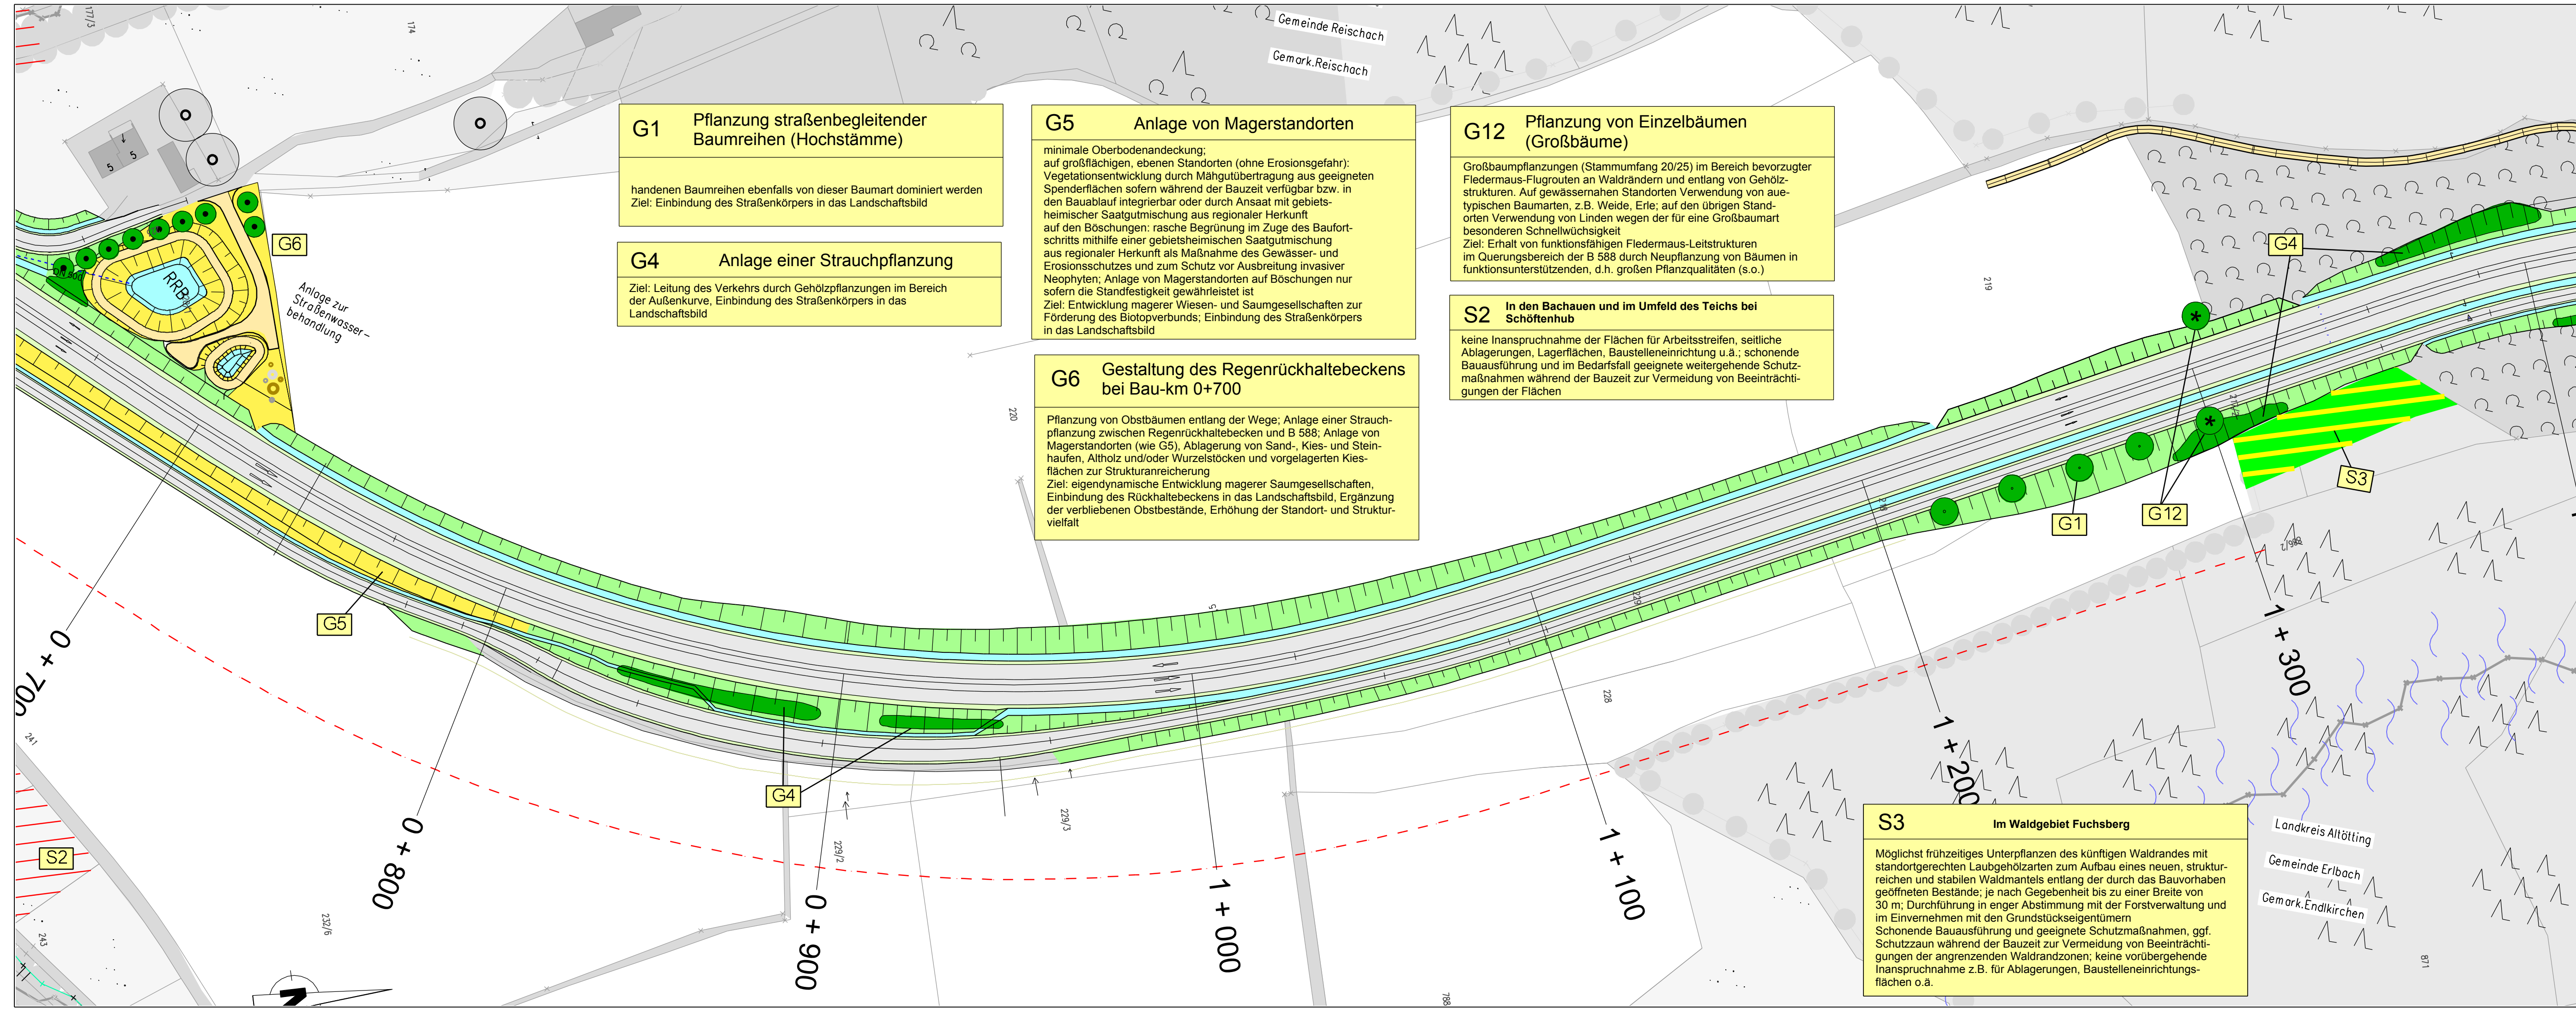 177/3
174
Gemeinde Reischach
Gemark.Reischach
G1
Pflanzung straßenbegleitender
Baumreihen (Hochstämme)
handenen Baumreihen ebenfalls von dieser Baumart dominiert werden
Ziel: Einbindung des Straßenkörpers in das Landschaftsbild
G4
Anlage einer Strauchpflanzung
Ziel: Leitung des Verkehrs durch Gehölzpflanzungen im Bereich
der Außenkurve, Einbindung des Straßenkörpers in das
Landschaftsbild
G5
Anlage von Magerstandorten
minimale Oberbodenandeckung;
auf großflächigen, ebenen Standorten (ohne Erosionsgefahr):
Vegetationsentwicklung durch Mähgutübertragung aus geeigneten
Spenderflächen sofern während der Bauzeit verfügbar bzw. in
den Bauablauf integrierbar oder durch Ansaat mit gebiets-
heimischer Saatgutmischung aus regionaler Herkunft
auf den Böschungen: rasche Begrünung im Zuge des Baufort-
schritts mithilfe einer gebietsheimischen Saatgutmischung
aus regionaler Herkunft als Maßnahme des Gewässer- und
Erosionsschutzes und zum Schutz vor Ausbreitung invasiver
Neophyten; Anlage von Magerstandorten auf Böschungen nur
sofern die Standfestigkeit gewährleistet ist
Ziel: Entwicklung magerer Wiesen- und Saumgesellschaften zur
Förderung des Biotopverbunds; Einbindung des Straßenkörpers
in das Landschaftsbild
G6
Gestaltung des Regenrückhaltebeckens
bei Bau-km 0+700
Pflanzung von Obstbäumen entlang der Wege; Anlage einer Strauch-
pflanzung zwischen Regenrückhaltebecken und B 588; Anlage von
Magerstandorten (wie G5), Ablagerung von Sand-, Kies- und Stein-
haufen, Altholz und/oder Wurzelstöcken und vorgelagerten Kies-
flächen zur Strukturanreicherung
Ziel: eigendynamische Entwicklung magerer Saumgesellschaften,
Einbindung des Rückhaltebeckens in das Landschaftsbild, Ergänzung
der verbliebenen Obstbestände, Erhöhung der Standort- und Struktur-
vielfalt
G12
Pflanzung von Einzelbäumen
(Großbäume)
Großbaumpflanzungen (Stammumfang 20/25) im Bereich bevorzugter
Fledermaus-Flugrouten an Waldrändern und entlang von Gehölz-
strukturen. Auf gewässernahen Standorten Verwendung von aue-
typischen Baumarten, z.B. Weide, Erle; auf den übrigen Stand-
orten Verwendung von Linden wegen der für eine Großbaumart
besonderen Schnellwüchsigkeit
Ziel: Erhalt von funktionsfähigen Fledermaus-Leitstrukturen
im Querungsbereich der B 588 durch Neupflanzung von Bäumen in
funktionsunterstützenden, d.h. großen Pflanzqualitäten (s.o.)
S2
In den Bachauen und im Umfeld des Teichs bei
Schöftenhub
keine Inanspruchnahme der Flächen für Arbeitsstreifen, seitliche
Ablagerungen, Lagerflächen, Baustelleneinrichtung u.ä.; schonende
Bauausführung und im Bedarfsfall geeignete weitergehende Schutz-
maßnahmen während der Bauzeit zur Vermeidung von Beeinträchti-
gungen der Flächen
5
5
G6
RRB
Anlage zur
Straßenwasser-
behandlung
219
220
G4
S3
G1
G12
G5
G4
S2
0 + 700
0 + 800
0 + 900
1 + 000
1 + 100
1 + 200
1 + 300
241
243
232/6
229/2
229/3
229
228
788
871
S3
Im Waldgebiet Fuchsberg
Möglichst frühzeitiges Unterpflanzen des künftigen Waldrandes mit
standortgerechten Laubgehölzarten zum Aufbau eines neuen, struktur-
reichen und stabilen Waldmantels entlang der durch das Bauvorhaben
geöffneten Bestände; je nach Gegebenheit bis zu einer Breite von
30 m; Durchführung in enger Abstimmung mit der Forstverwaltung und
im Einvernehmen mit den Grundstückseigentümern
Schonende Bauausführung und geeignete Schutzmaßnahmen, ggf.
Schutzzaun während der Bauzeit zur Vermeidung von Beeinträchti-
gungen der angrenzenden Waldrandzonen; keine vorübergehende
Inanspruchnahme z.B. für Ablagerungen, Baustelleneinrichtungs-
flächen o.ä.
Landkreis Altötting
Gemeinde Erlbach
Gemark.Endlkirchen